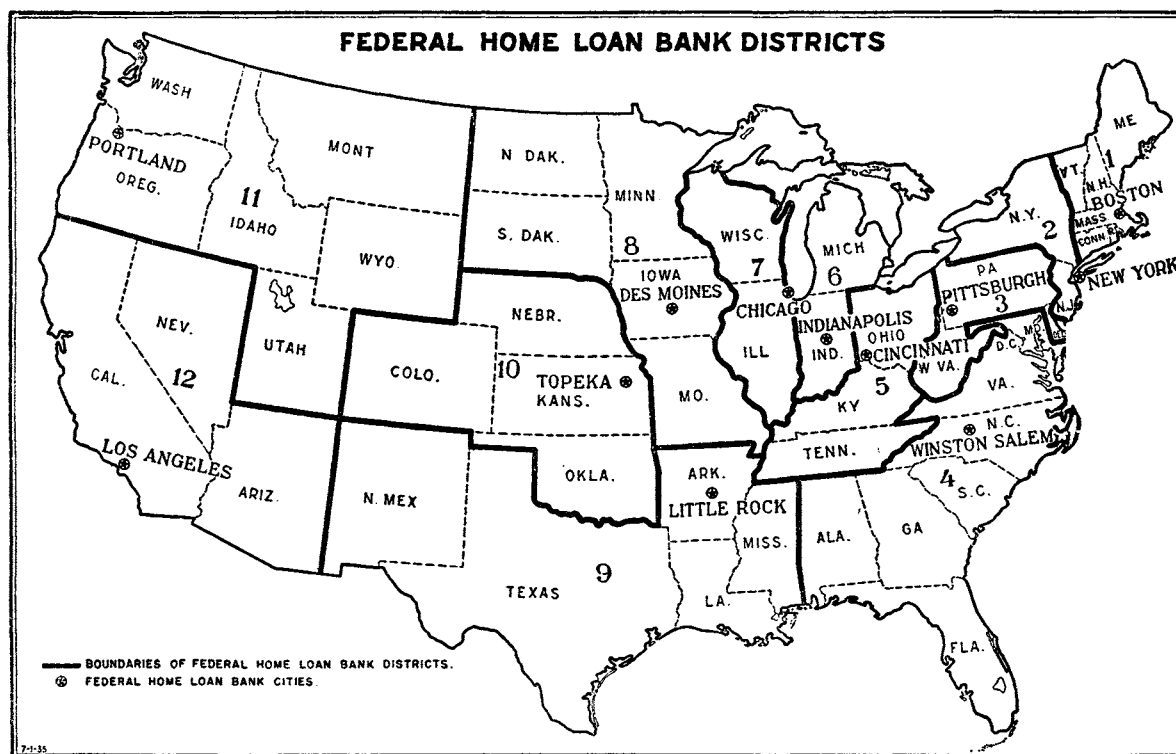 FEDERAL HOME LOAN BANK DISTRICTS
WASH
PORTLAND
OREG.
MONT
11
IDAHO
WYO.
N DAK.
S. DAK.
MINN.
8
WISC.
7
MICH
6
IOWA
DES MOINES
CHICAGO
ME
1
VT.
N.H.
BOSTON
MASS
CONN
R.I.
N.Y.
2
NEW YORK
PA
PITTSBURGH
3
N.J.
DEL
MD.
D.C.
NEV.
UTAH
CAL.
12
LOS ANGELES
ARIZ.
COLO.
NEBR.
10
TOPEKA
KANS.
MO.
ILL
INDIANAPOLIS
IND.
OHIO
CINCINNATI
W VA.
5
KY
VA.
N.C.
WINSTON SALEM
TENN.
4
S.C.
N. MEX
OKLA.
ARK.
LITTLE ROCK
MISS.
ALA.
GA
TEXAS
9
LA.
FLA.
BOUNDARIES OF FEDERAL HOME LOAN BANK DISTRICTS.
FEDERAL HOME LOAN BANK CITIES.
7-1-35